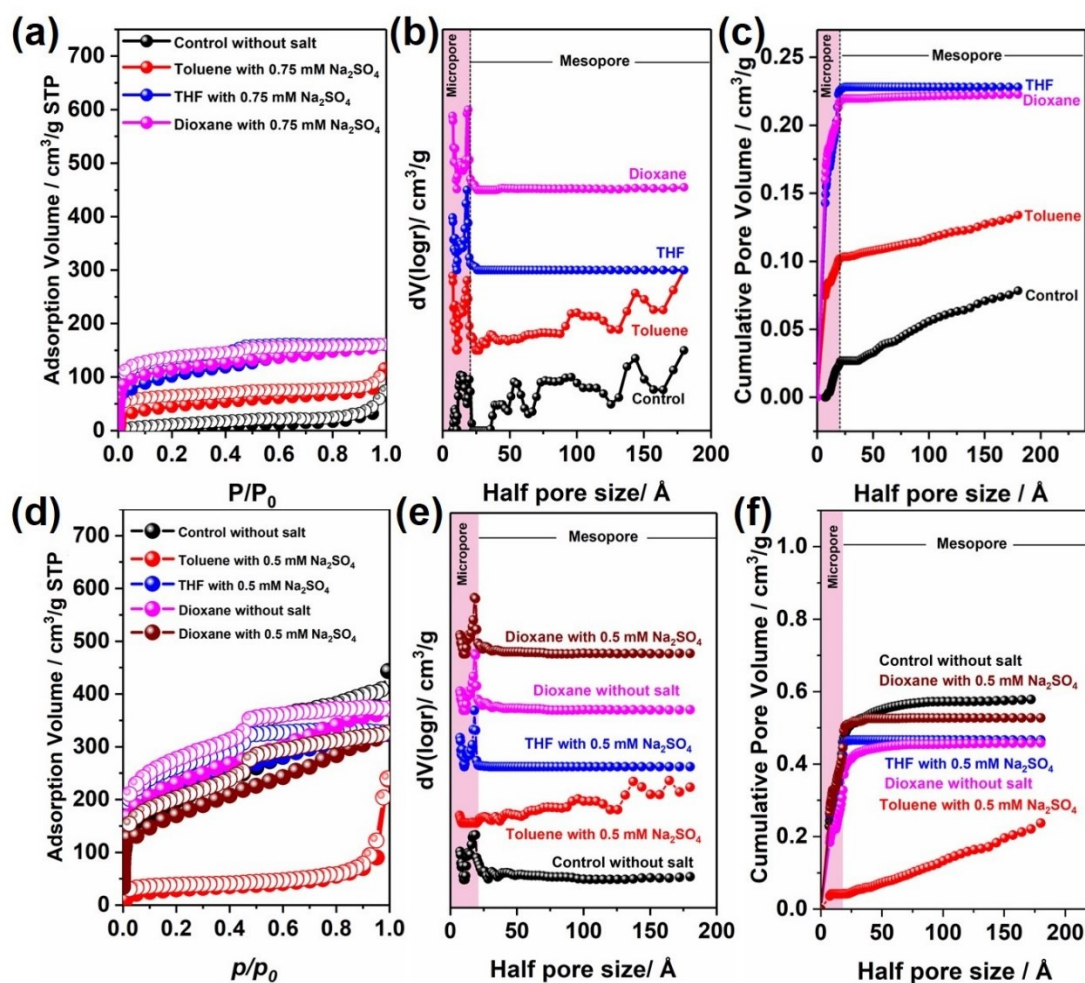 (a)
700
600
500
400
300
200
100
0
0.0 0.2 0.4 0.6 0.8 1.0
Adsorption Volume / cm³/g STP
P/P₀
Control without salt
Toluene with 0.75 mM Na₂SO₄
THF with 0.75 mM Na₂SO₄
Dioxane with 0.75 mM Na₂SO₄
(b)
Micropore
Mesopore
dV(logr)/ cm³/g
Dioxane
THF
Toluene
Control
0 50 100 150 200
Half pore size/ Å
(c)
Micropore
Mesopore
THF
Dioxane
Toluene
Control
0.25
0.20
0.15
0.10
0.05
0.00
Cumulative Pore Volume / cm³/g
0 50 100 150 200
Half pore size / Å
(d)
700
600
500
400
300
200
100
0
0.0 0.2 0.4 0.6 0.8 1.0
Adsorption Volume / cm³/g STP
p/p₀
Control without salt
Toluene with 0.5 mM Na₂SO₄
THF with 0.5 mM Na₂SO₄
Dioxane without salt
Dioxane with 0.5 mM Na₂SO₄
(e)
Micropore
Mesopore
dV(logr)/ cm³/g
Dioxane with 0.5 mM Na₂SO₄
Dioxane without salt
THF with 0.5 mM Na₂SO₄
Toluene with 0.5 mM Na₂SO₄
Control without salt
0 50 100 150 200
Half pore size/ Å
(f)
Micropore
Mesopore
1.0
0.8
0.6
0.4
0.2
0.0
Cumulative Pore Volume / cm³/g
Control without salt
Dioxane with 0.5 mM Na₂SO₄
THF with 0.5 mM Na₂SO₄
Dioxane without salt
Toluene with 0.5 mM Na₂SO₄
0 50 100 150 200
Half pore size/ Å